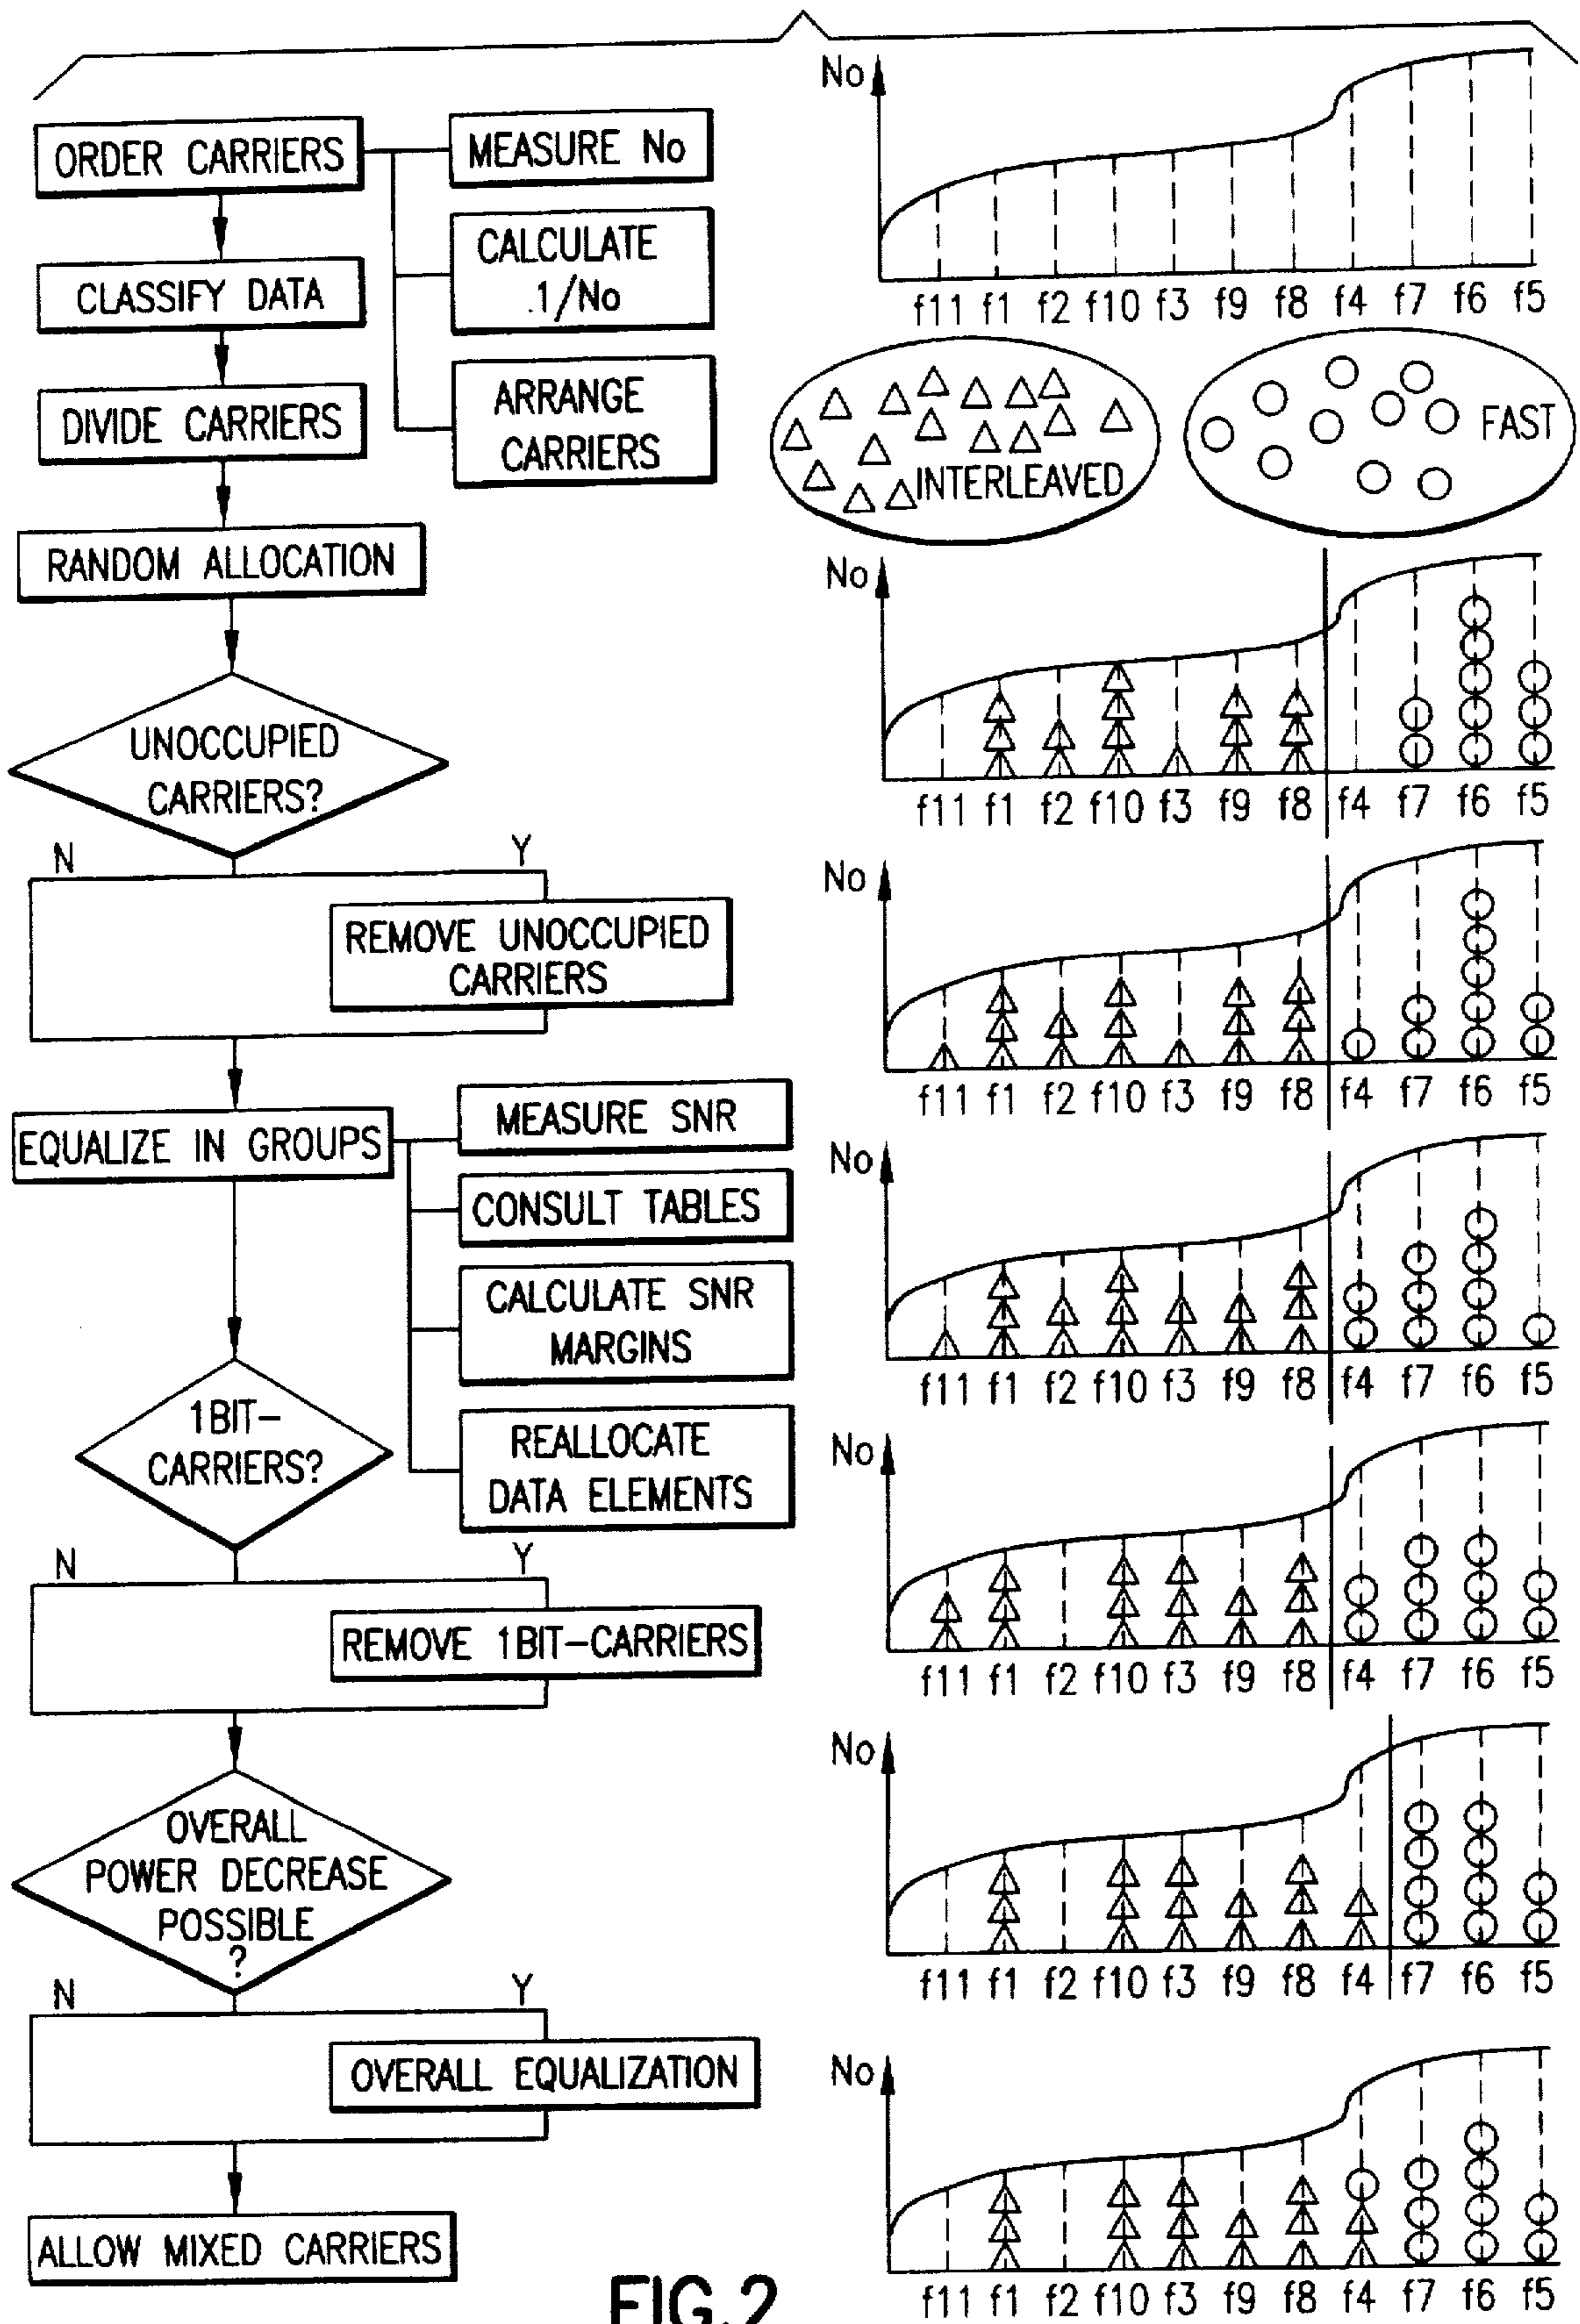 ORDER CARRIERS
MEASURE No
CALCULATE
.1/No
ARRANGE
CARRIERS
CLASSIFY DATA
DIVIDE CARRIERS
RANDOM ALLOCATION
UNOCCUPIED
CARRIERS?
N
Y
REMOVE UNOCCUPIED
CARRIERS
EQUALIZE IN GROUPS
MEASURE SNR
CONSULT TABLES
CALCULATE SNR
MARGINS
REALLOCATE
DATA ELEMENTS
1BIT-
CARRIERS?
N
Y
REMOVE 1BIT-CARRIERS
OVERALL
POWER DECREASE
POSSIBLE
?
N
Y
OVERALL EQUALIZATION
ALLOW MIXED CARRIERS
No
f11 f1 f2 f10 f3 f9 f8 f4 f7 f6 f5
INTERLEAVED
FAST
No
f11 f1 f2 f10 f3 f9 f8 f4 f7 f6 f5
No
f11 f1 f2 f10 f3 f9 f8 f4 f7 f6 f5
No
f11 f1 f2 f10 f3 f9 f8 f4 f7 f6 f5
No
f11 f1 f2 f10 f3 f9 f8 f4 f7 f6 f5
No
f11 f1 f2 f10 f3 f9 f8 f4 f7 f6 f5
No
f11 f1 f2 f10 f3 f9 f8 f4 f7 f6 f5
FIG.2